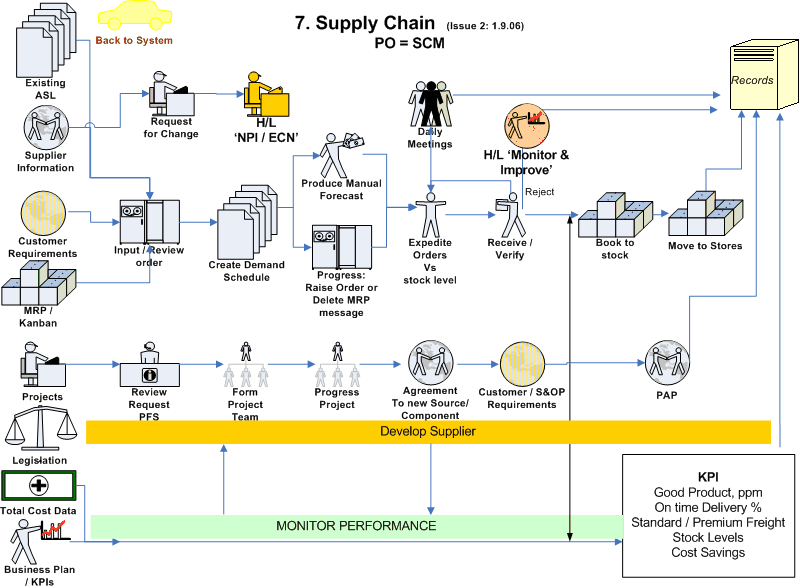 7. Supply Chain (Issue 2: 1.9.06)
PO = SCM
Back to System
Existing
ASL
Records
Request
for Change
H/L
‘NPI / ECN’
Daily
Meetings
H/L ‘Monitor &
Improve’
Supplier
Information
Produce Manual
Forecast
Reject
Customer
Requirements
Input / Review
order
Create Demand
Schedule
Progress:
Raise Order or
Delete MRP
message
Expedite
Orders
Vs
stock level
Receive /
Verify
Book to
stock
Move to Stores
MRP /
Kanban
Projects
Review
Request
PFS
Form
Project
Team
Progress
Project
Agreement
To new Source/
Component
Customer / S&OP
Requirements
PAP
Develop Supplier
Legislation
Total Cost Data
MONITOR PERFORMANCE
Business Plan
/ KPIs
KPI
Good Product, ppm
On time Delivery %
Standard / Premium Freight
Stock Levels
Cost Savings